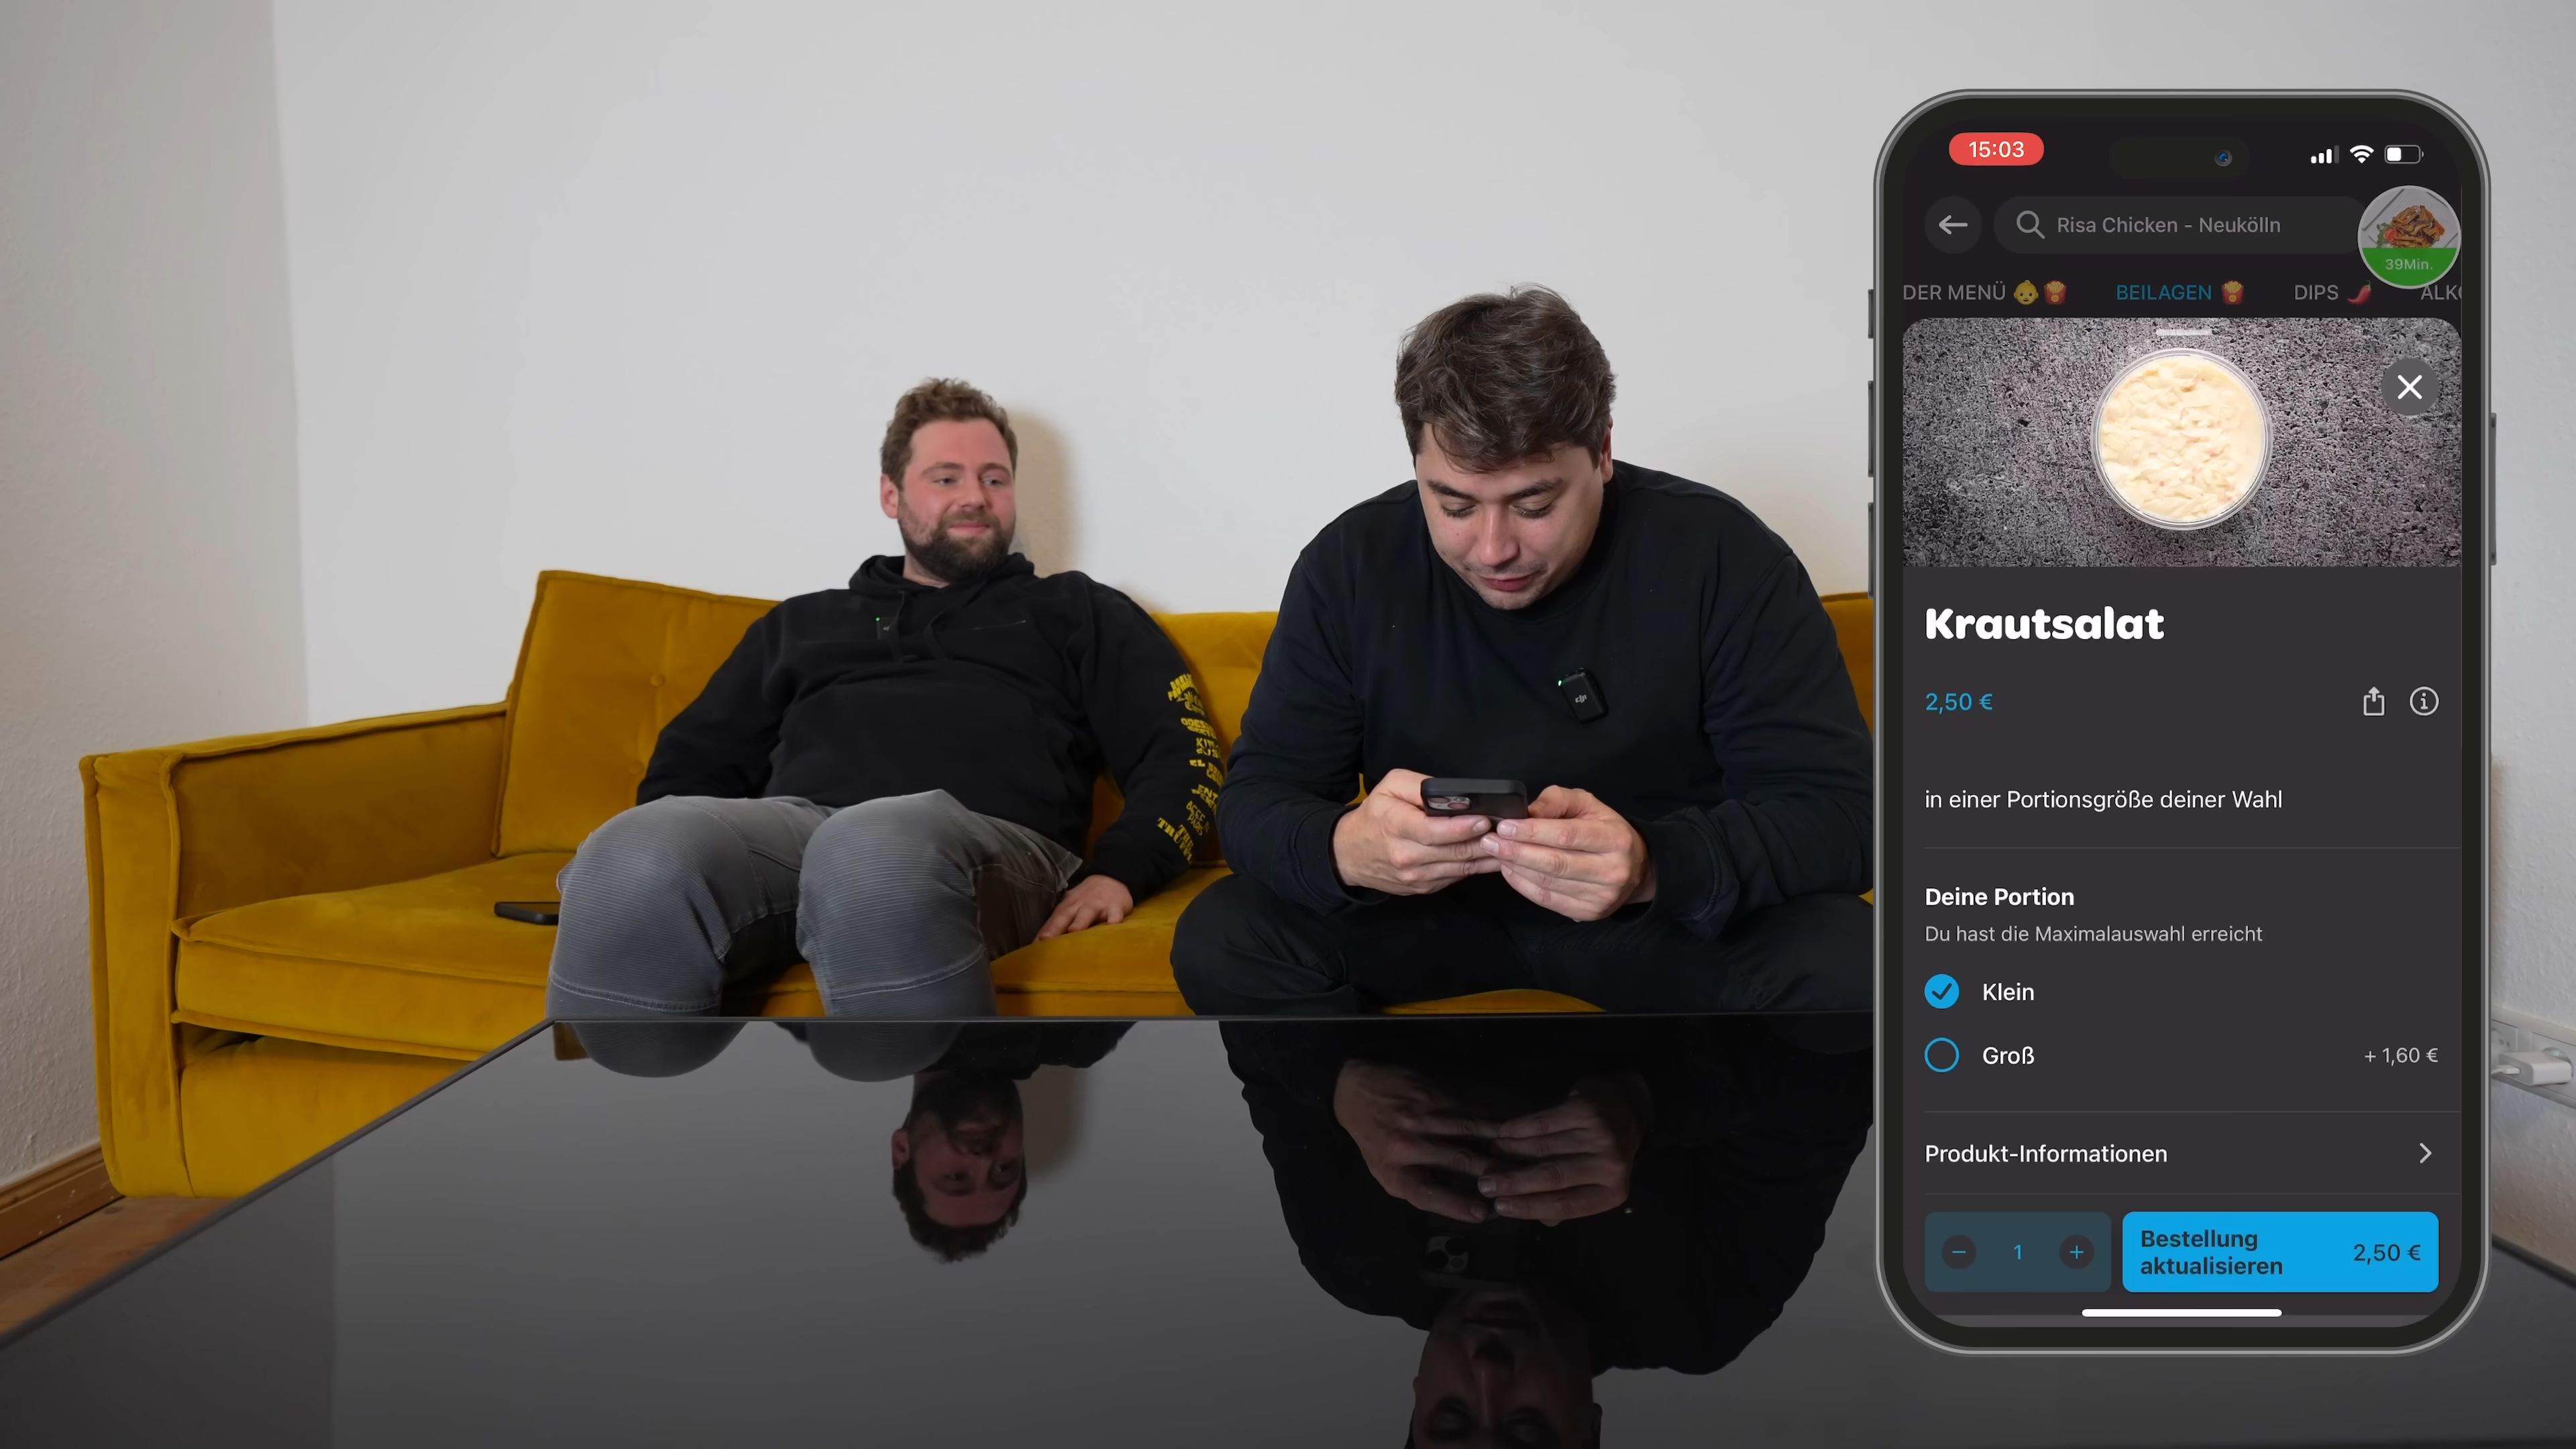 15:03
Risa Chicken - Neukölln
39Min.
DER MENÜ 👶🍟 BEILAGEN 🍟 DIPS 🌶️
Krautsalat
2,50 €
in einer Portionsgröße deiner Wahl
Deine Portion
Du hast die Maximalauswahl erreicht
Klein
Groß + 1,60 €
Produkt-Informationen
− 1 +
Bestellung
aktualisieren 2,50 €
dji